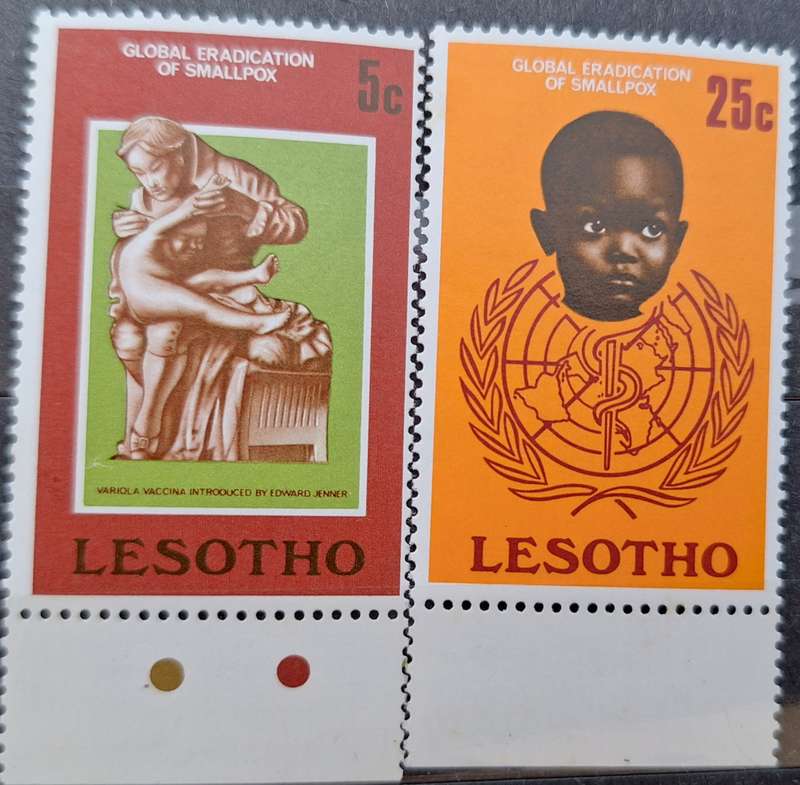 GLOBAL ERADICATION
OF SMALLPOX
5c
VARIOLA VACCINA INTRODUCED BY EDWARD JENNER
LESOTHO
GLOBAL ERADICATION
OF SMALLPOX
25c
LESOTHO